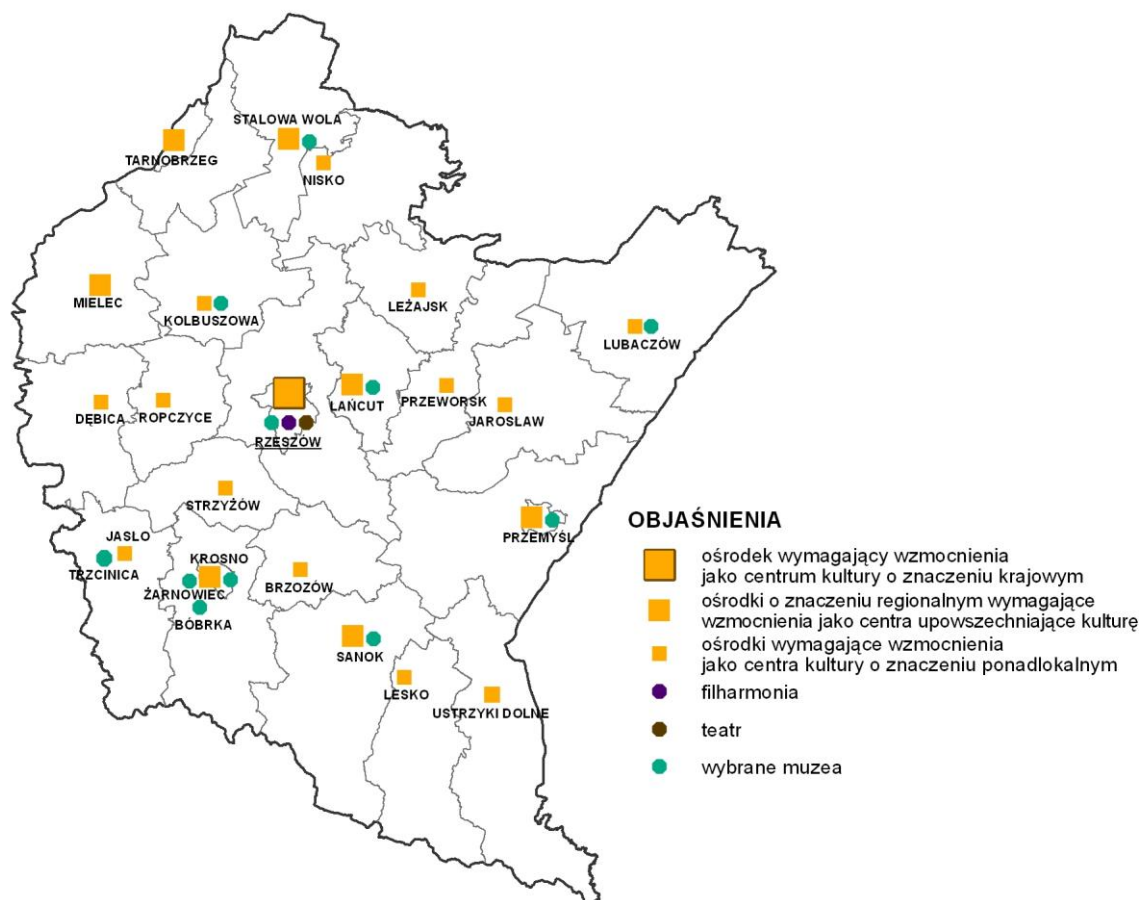 STALOWA WOLA
TARNOBRZEG
NISKO
MIELEC
LEŻAJSK
KOLBUSZOWA
LUBACZÓW
ŁAŃCUT
PRZEWORSK
DĘBICA
ROPCZYCE
JAROSŁAW
RZESZÓW
STRZYŻÓW
PRZEMYŚL
JASŁO
TRZCINICA
KROSNO
ŻARNOWIEC
BRZOZÓW
BÓBRKA
SANOK
LESKO
USTRZYKI DOLNE
OBJAŚNIENIA
ośrodek wymagający wzmocnienia
jako centrum kultury o znaczeniu krajowym
ośrodki o znaczeniu regionalnym wymagające
wzmocnienia jako centra upowszechniające kulturę
ośrodki wymagające wzmocnienia
jako centra kultury o znaczeniu ponadlokalnym
filharmonia
teatr
wybrane muzea